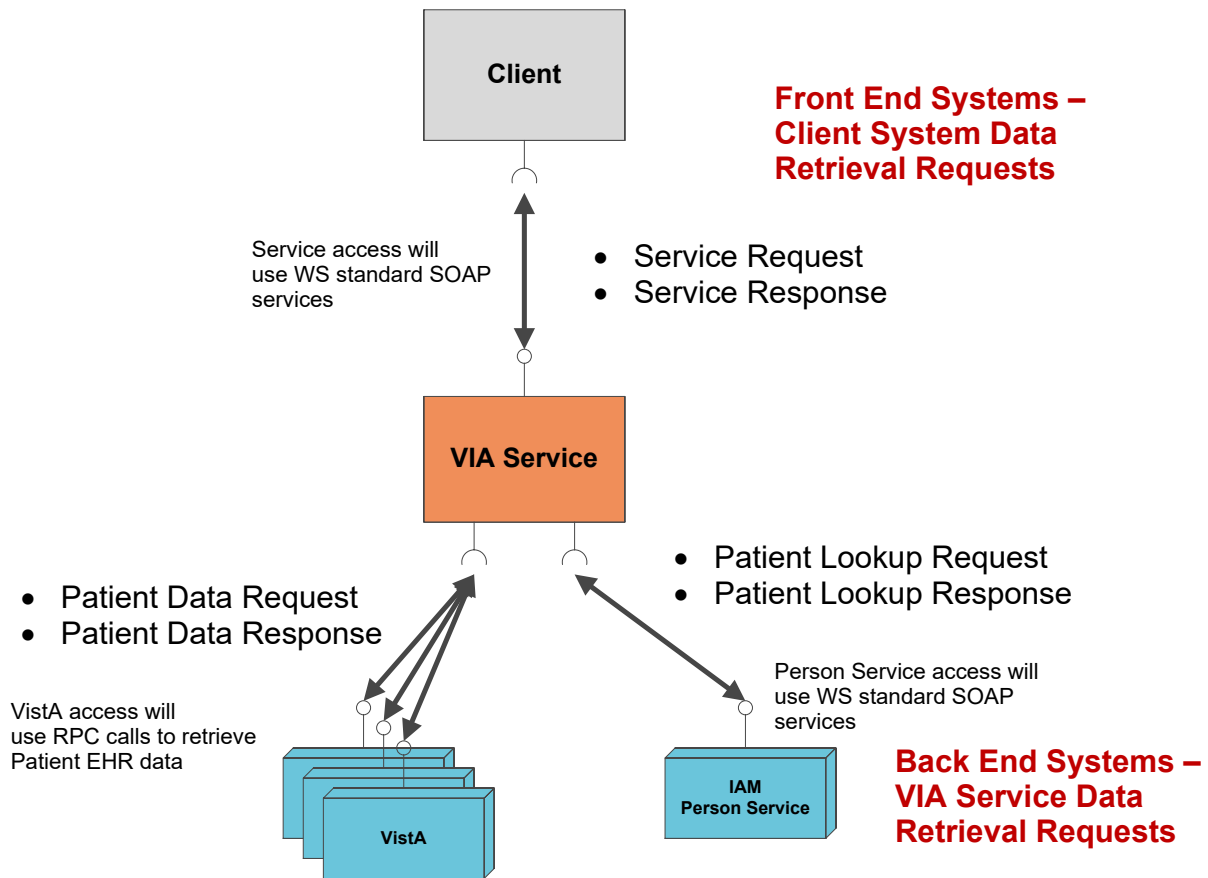 Client
Front End Systems –
Client System Data
Retrieval Requests
Service access will
use WS standard SOAP
services
• Service Request
• Service Response
VIA Service
• Patient Data Request
• Patient Data Response
• Patient Lookup Request
• Patient Lookup Response
VistA access will
use RPC calls to retrieve
Patient EHR data
Person Service access will
use WS standard SOAP
services
VistA
IAM
Person Service
Back End Systems –
VIA Service Data
Retrieval Requests